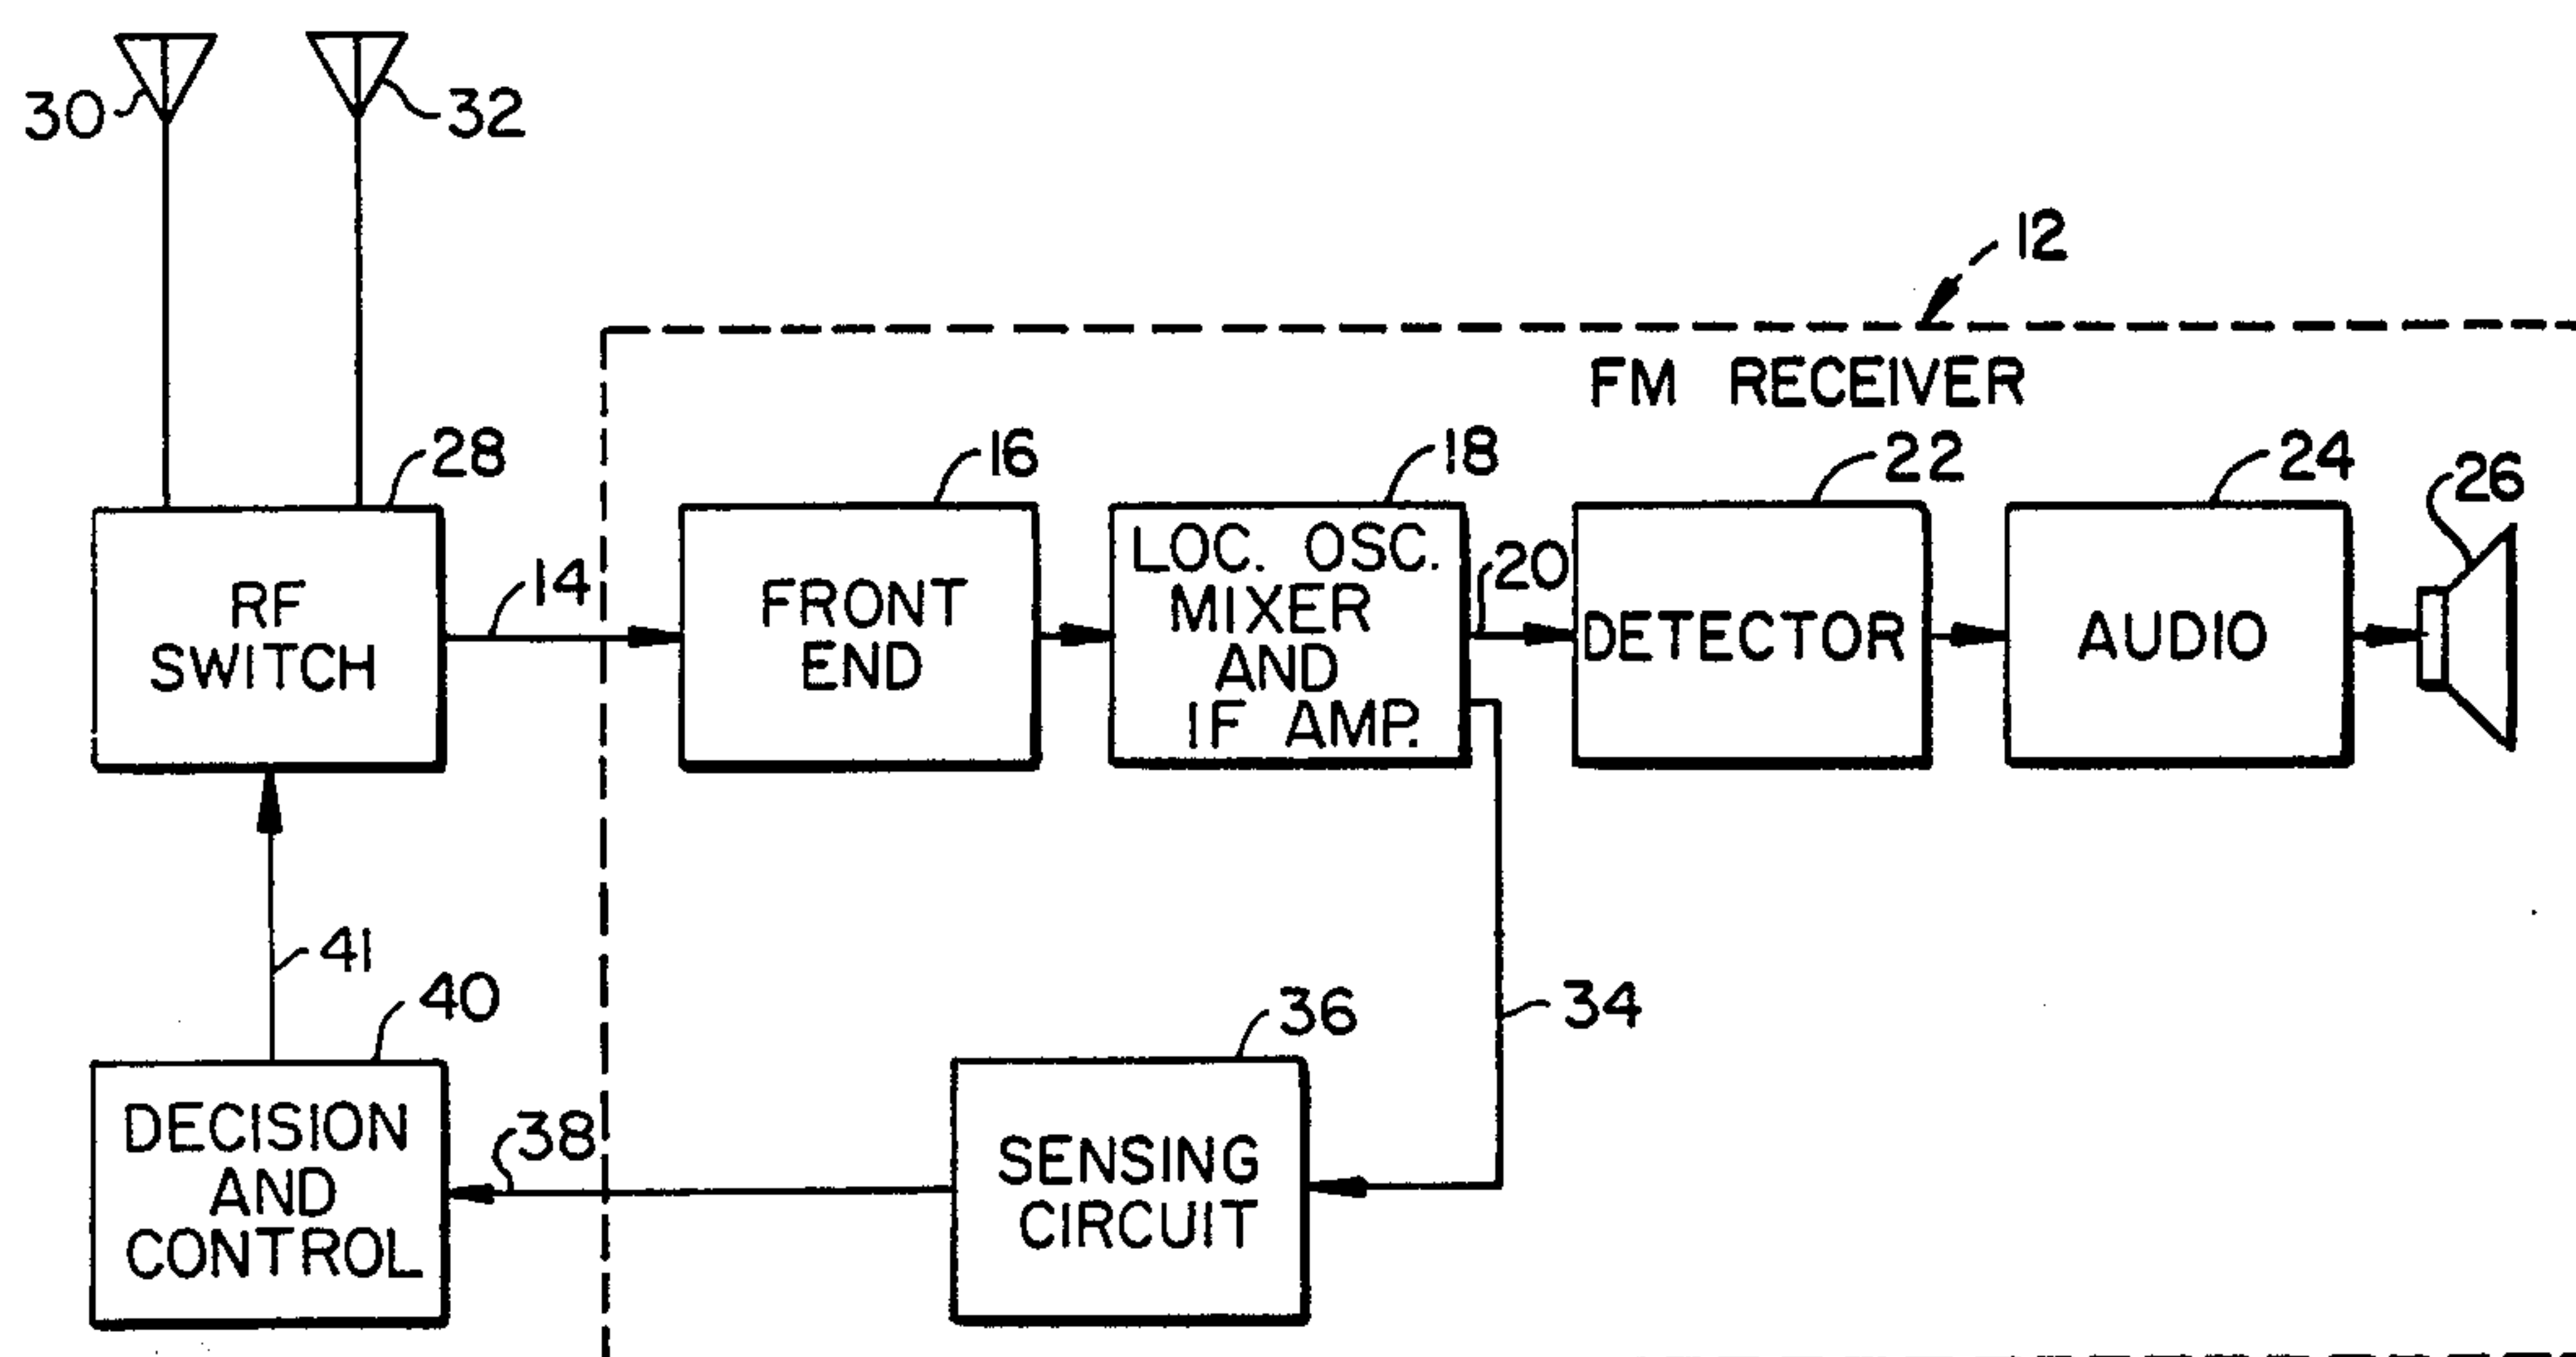 30
32
12
FM RECEIVER
28
16
18
22
24
26
RF
SWITCH
14
FRONT
END
LOC. OSC.
MIXER
AND
IF AMP.
20
DETECTOR
AUDIO
41
40
36
34
DECISION
AND
CONTROL
38
SENSING
CIRCUIT